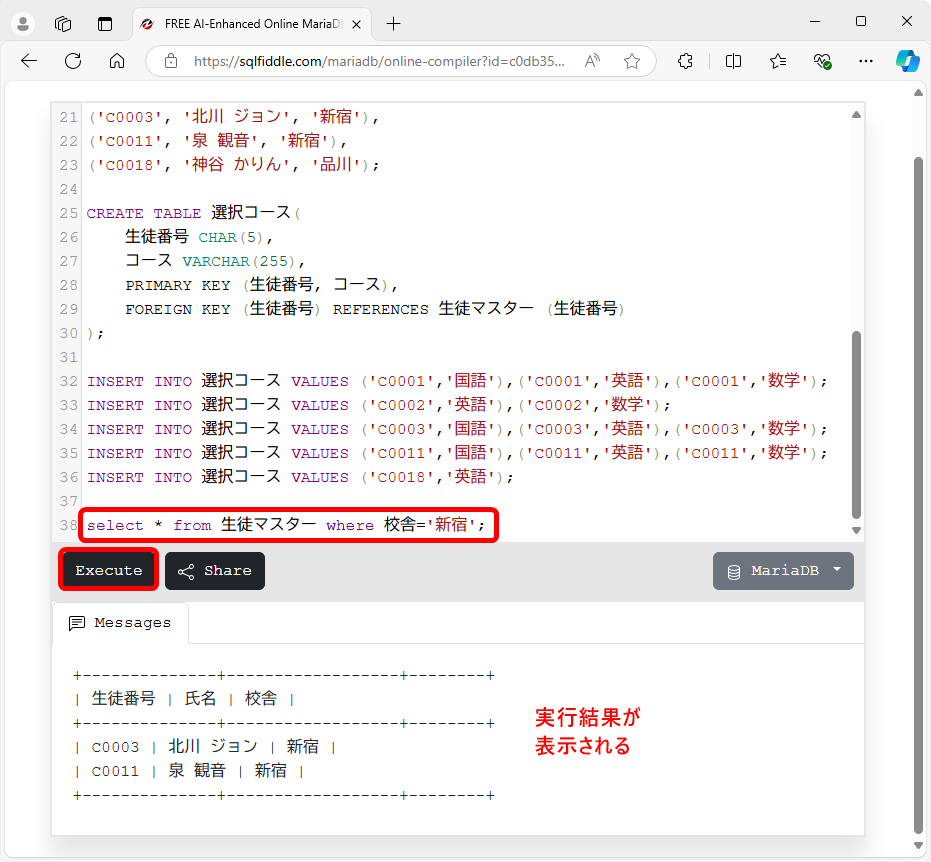 FREE AI-Enhanced Online MariaD
https://sqlfiddle.com/mariadb/online-compiler?id=c0db35...
21 ('C0003', '北川 ジョン', '新宿'),
22 ('C0011', '泉 観音', '新宿'),
23 ('C0018', '神谷 かりん', '品川');
24
25 CREATE TABLE 選択コース(
26 生徒番号 CHAR(5),
27 コース VARCHAR(255),
28 PRIMARY KEY (生徒番号, コース),
29 FOREIGN KEY (生徒番号) REFERENCES 生徒マスター (生徒番号)
30 );
31
32 INSERT INTO 選択コース VALUES ('C0001','国語'),('C0001','英語'),('C0001','数学');
33 INSERT INTO 選択コース VALUES ('C0002','英語'),('C0002','数学');
34 INSERT INTO 選択コース VALUES ('C0003','国語'),('C0003','英語'),('C0003','数学');
35 INSERT INTO 選択コース VALUES ('C0011','国語'),('C0011','英語'),('C0011','数学');
36 INSERT INTO 選択コース VALUES ('C0018','英語');
37
38 select * from 生徒マスター where 校舎='新宿';
Execute Share MariaDB
Messages
+--------------+------------------+--------+
| 生徒番号 | 氏名 | 校舎 |
+--------------+------------------+--------+
| C0003 | 北川 ジョン | 新宿 |
| C0011 | 泉 観音 | 新宿 |
+--------------+------------------+--------+
実行結果が
表示される